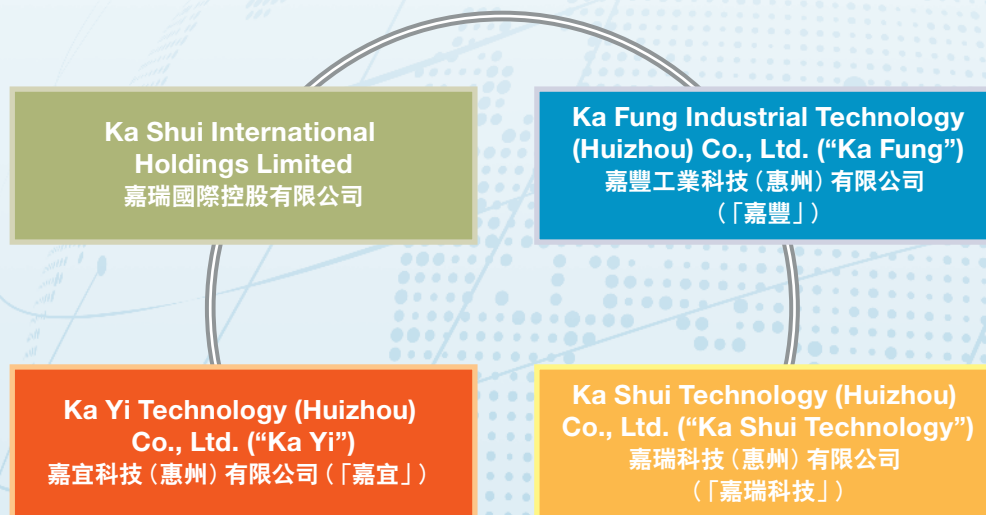 Ka Shui International
Holdings Limited
嘉瑞國際控股有限公司
Ka Fung Industrial Technology
(Huizhou) Co., Ltd. (“Ka Fung”)
嘉豐工業科技（惠州）有限公司
（「嘉豐」）
Ka Yi Technology (Huizhou)
Co., Ltd. (“Ka Yi”)
嘉宜科技（惠州）有限公司（「嘉宜」）
Ka Shui Technology (Huizhou)
Co., Ltd. (“Ka Shui Technology”)
嘉瑞科技（惠州）有限公司
（「嘉瑞科技」）